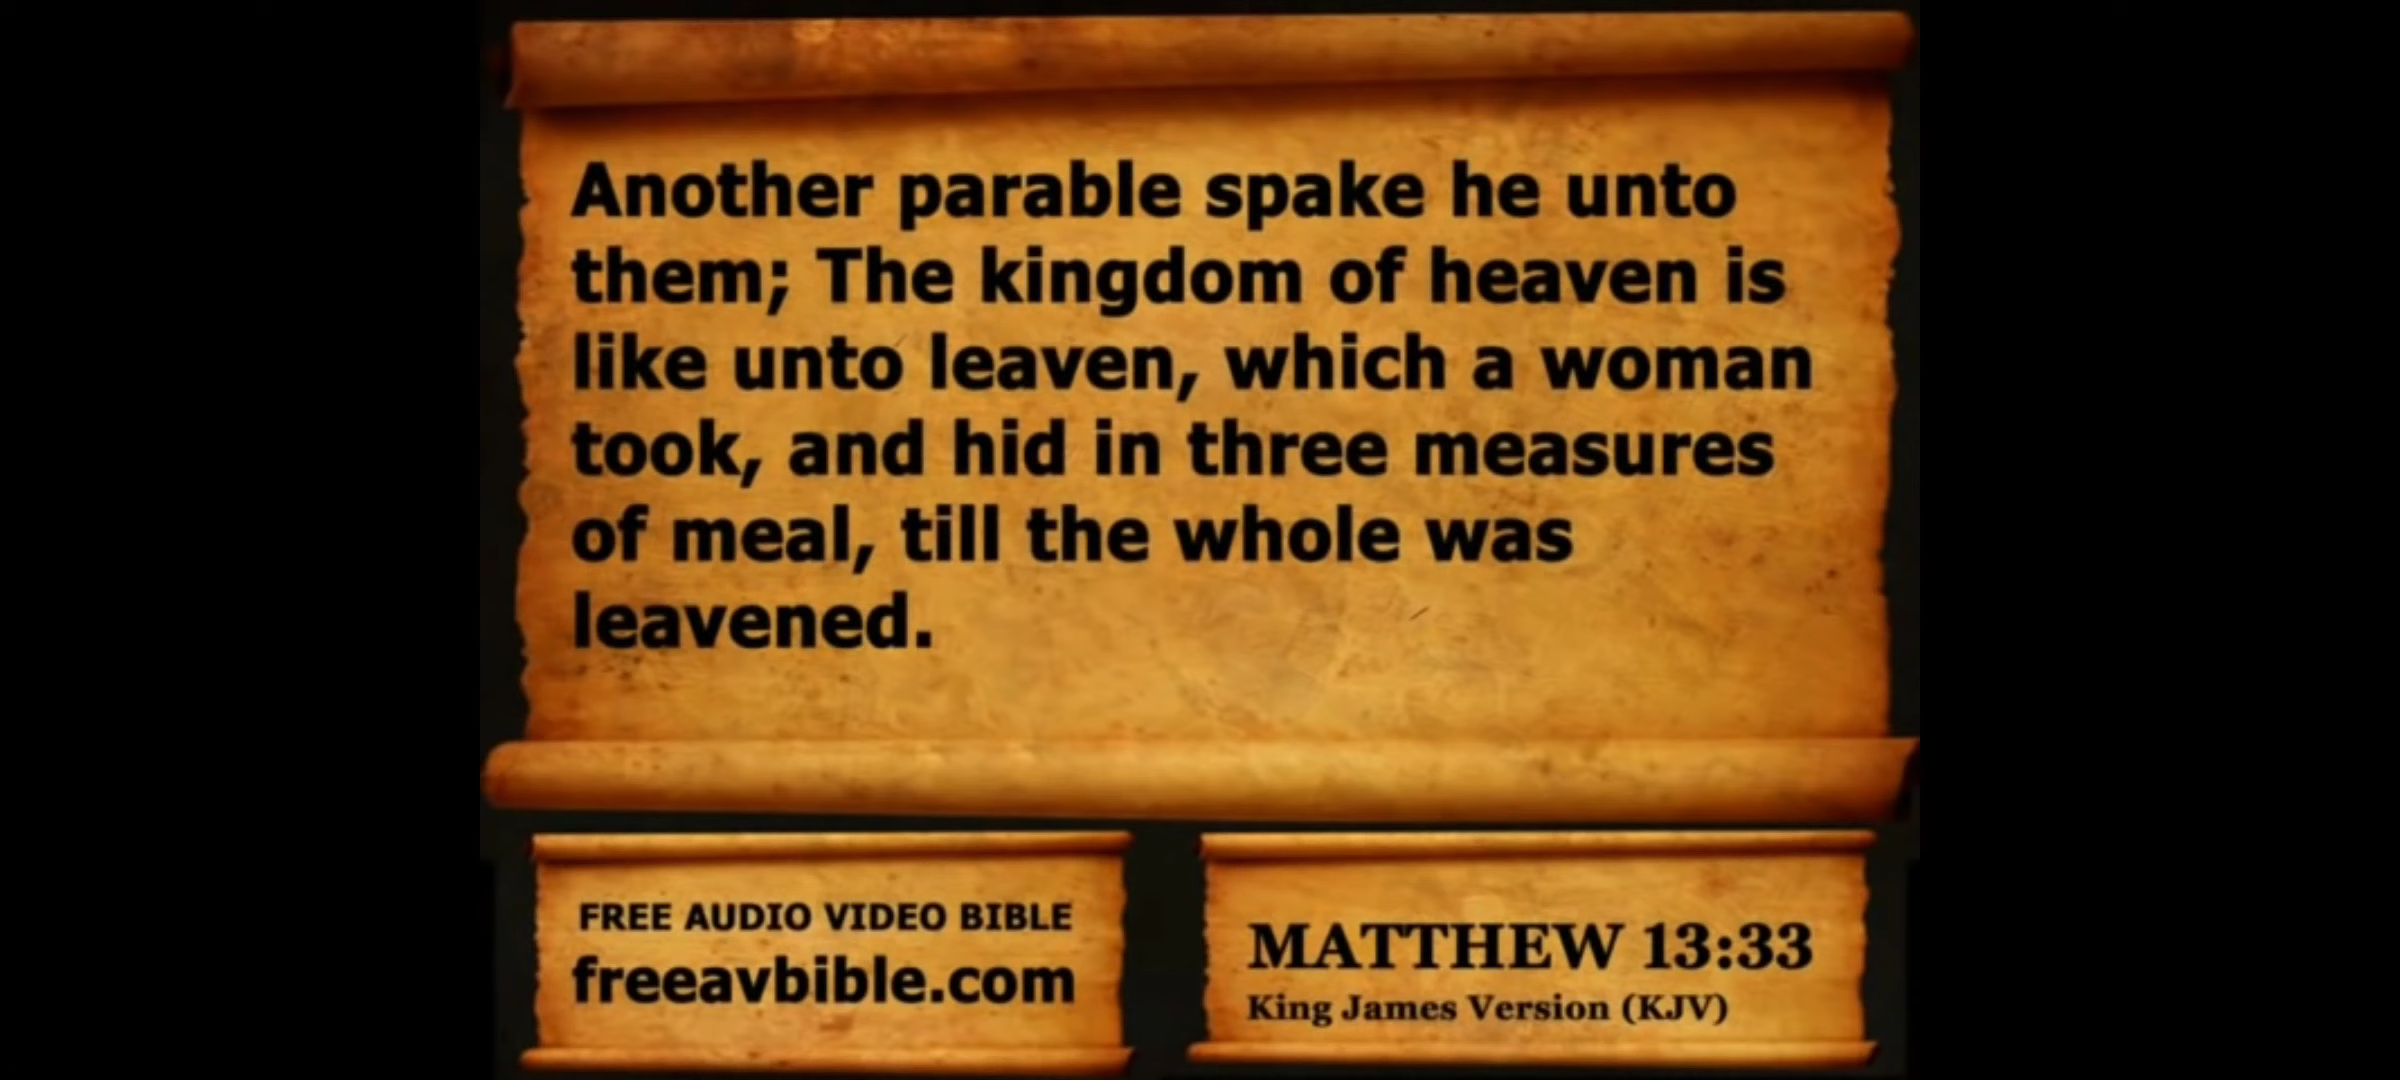 Another parable spake he unto
them; The kingdom of heaven is
like unto leaven, which a woman
took, and hid in three measures
of meal, till the whole was
leavened.
FREE AUDIO VIDEO BIBLE
freeavbible.com
MATTHEW 13:33
King James Version (KJV)